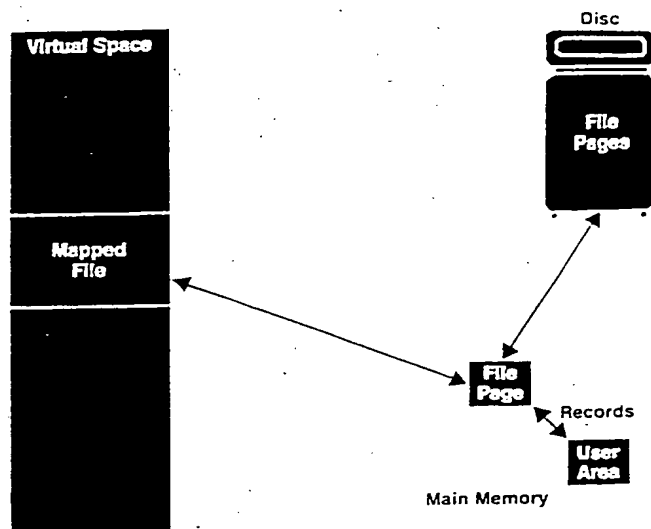 Disc
Virtual Space
File
Pages
Mapped
File
File
Page
Records
User
Area
Main Memory